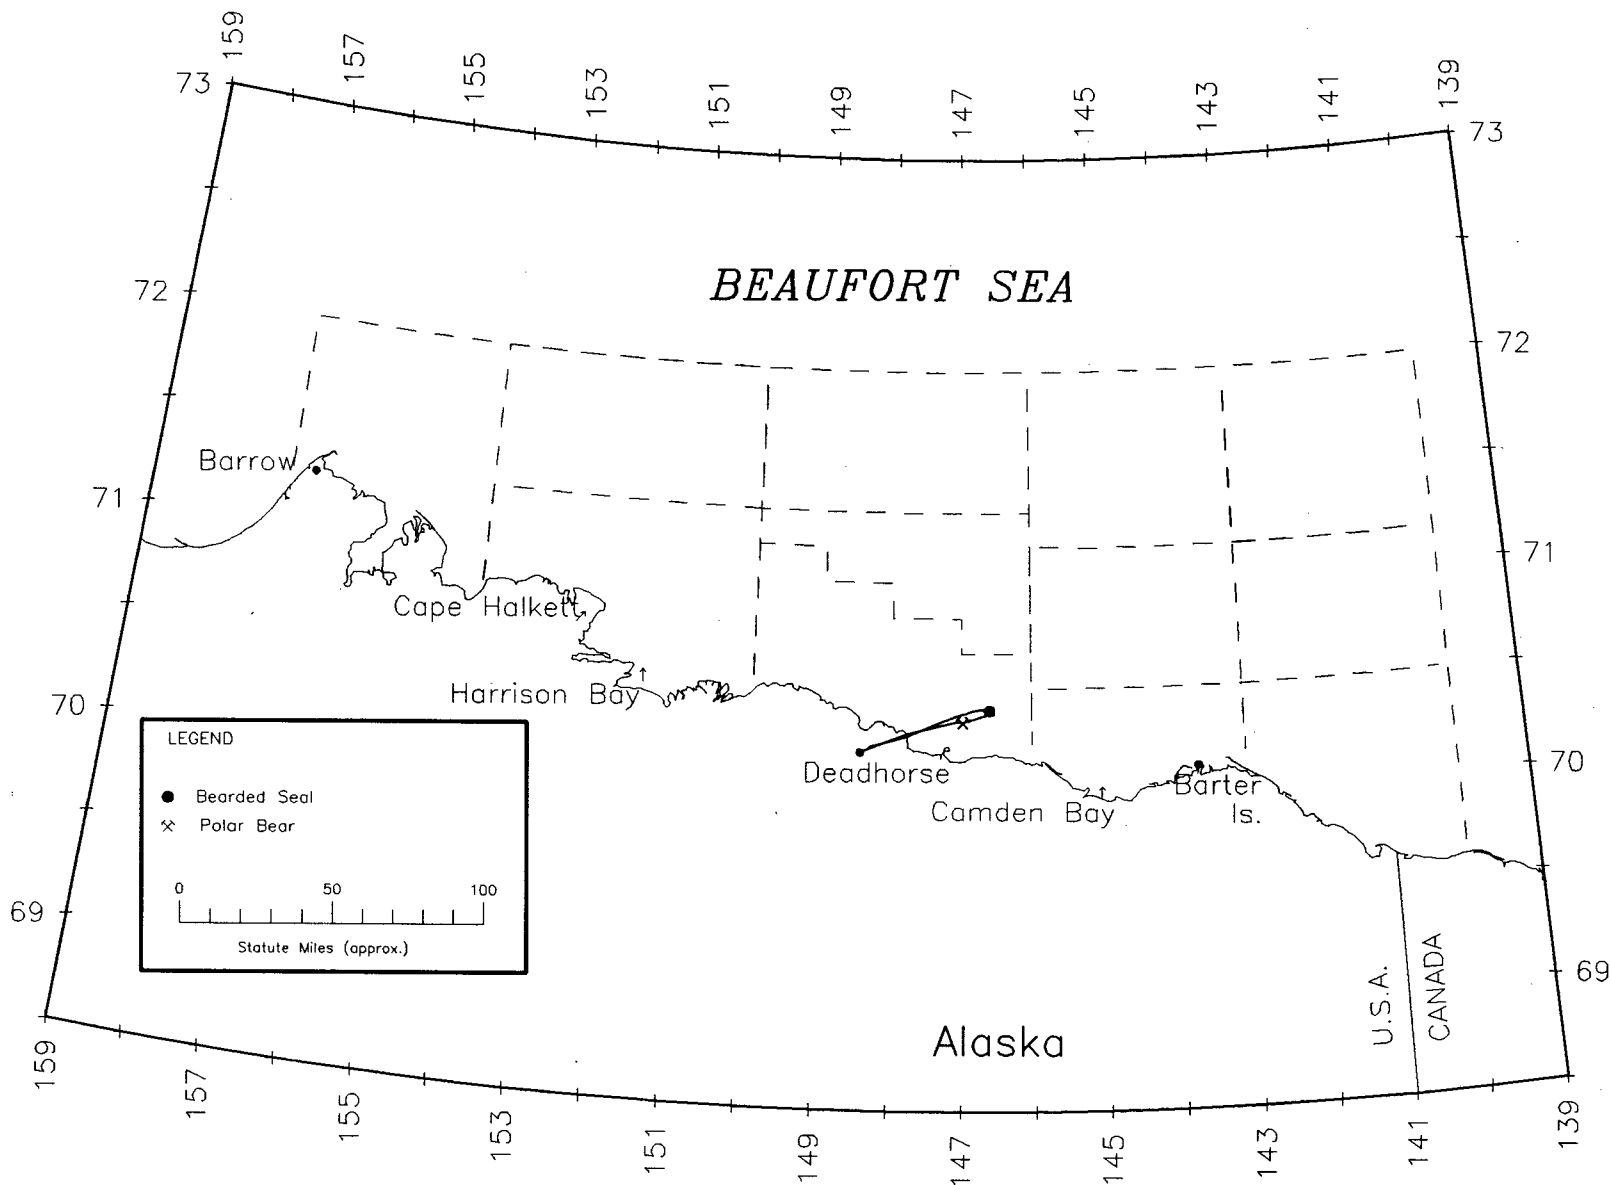 159 157 155 153 151 149 147 145 143 141 139
73 73
BEAUFORT SEA
72 72
Barrow
71 71
Cape Halkett
Harrison Bay
70 70
Deadhorse
Camden Bay
Barter
Is.
LEGEND
Bearded Seal
Polar Bear
0 50 100
Statute Miles (approx.)
69 69
U.S.A.
CANADA
Alaska
159 157 155 153 151 149 147 145 143 141 139